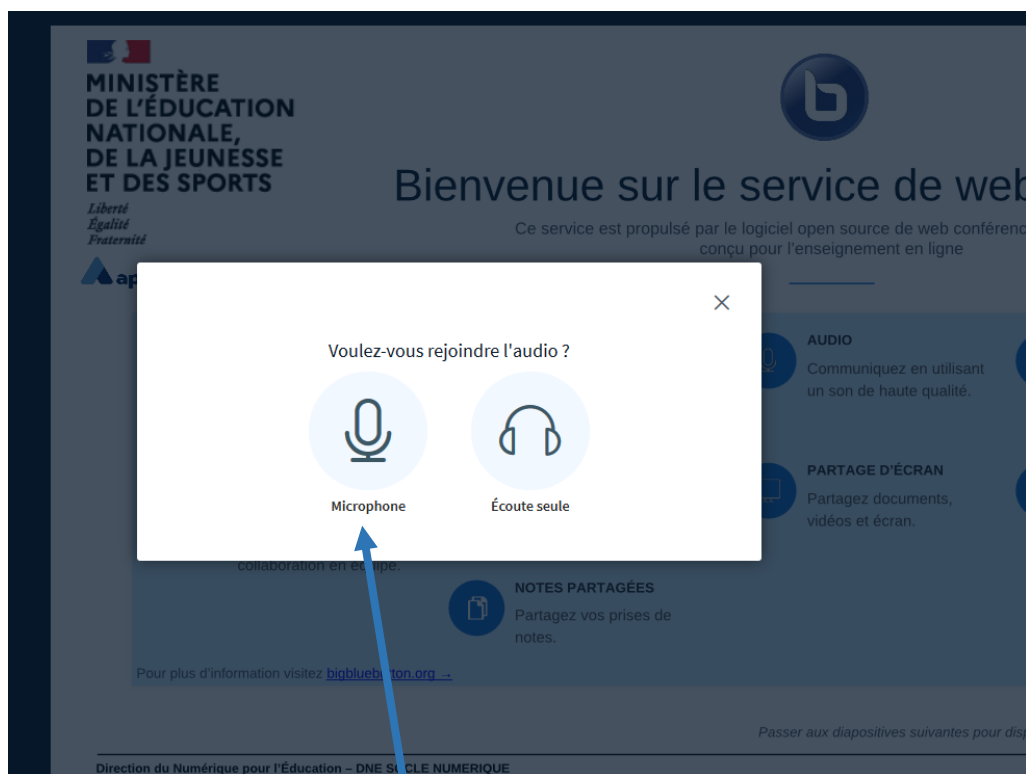 MINISTÈRE
DE L'ÉDUCATION
NATIONALE,
DE LA JEUNESSE
ET DES SPORTS
Liberté
Égalité
Fraternité
Bienvenue sur le service de web
Ce service est propulsé par le logiciel open source de web conférenc
conçu pour l'enseignement en ligne
ap
Voulez-vous rejoindre l'audio ?
Microphone
Écoute seule
AUDIO
Communiquez en utilisant
un son de haute qualité.
PARTAGE D'ÉCRAN
Partagez documents,
vidéos et écran.
collaboration en équipe.
NOTES PARTAGÉES
Partagez vos prises de
notes.
Pour plus d'information visitez bigbluebutton.org →
Passer aux diapositives suivantes pour disp
Direction du Numérique pour l'Éducation – DNE SOCLE NUMERIQUE